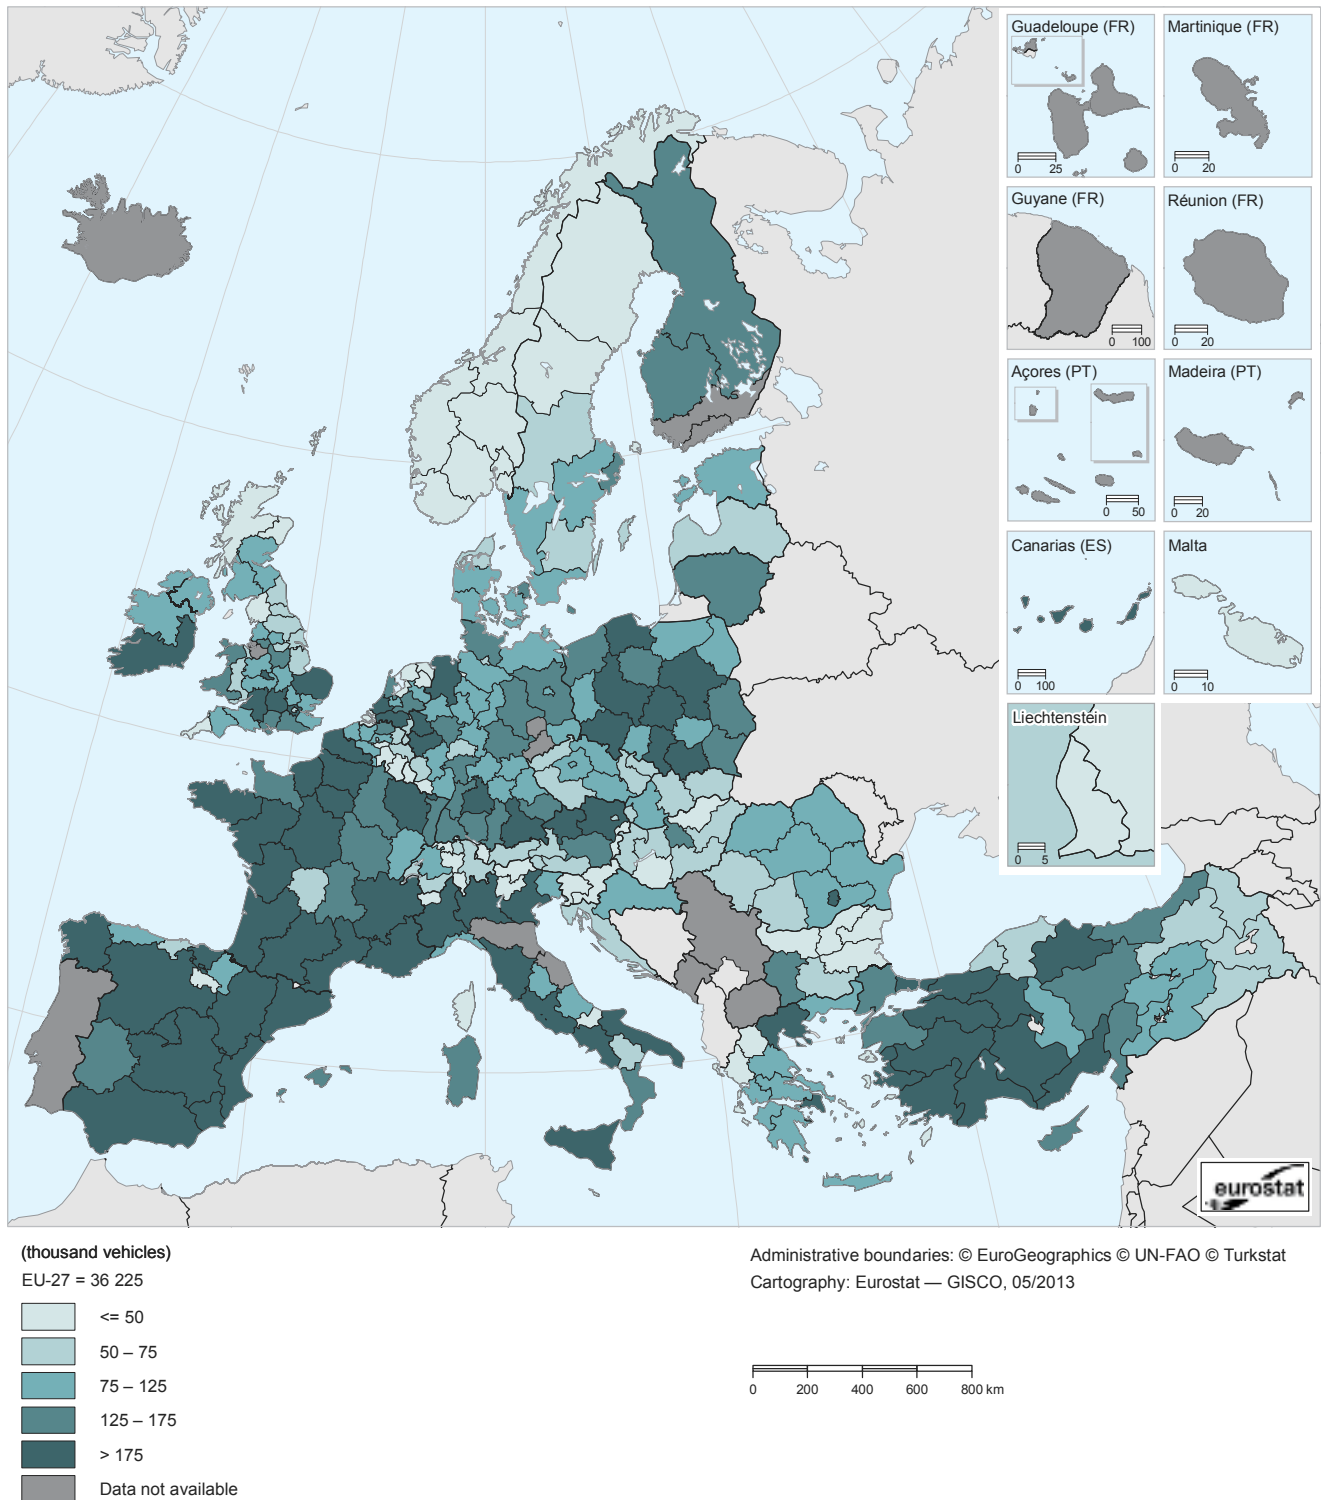 Guadeloupe (FR)
0 25
Martinique (FR)
0 20
Guyane (FR)
0 100
Réunion (FR)
0 20
Açores (PT)
0 50
Madeira (PT)
0 20
Canarias (ES)
0 100
Malta
0 10
Liechtenstein
0 5
eurostat
(thousand vehicles)
EU-27 = 36 225
<= 50
50 – 75
75 – 125
125 – 175
> 175
Data not available
Administrative boundaries: © EuroGeographics © UN-FAO © Turkstat
Cartography: Eurostat — GISCO, 05/2013
0 200 400 600 800 km